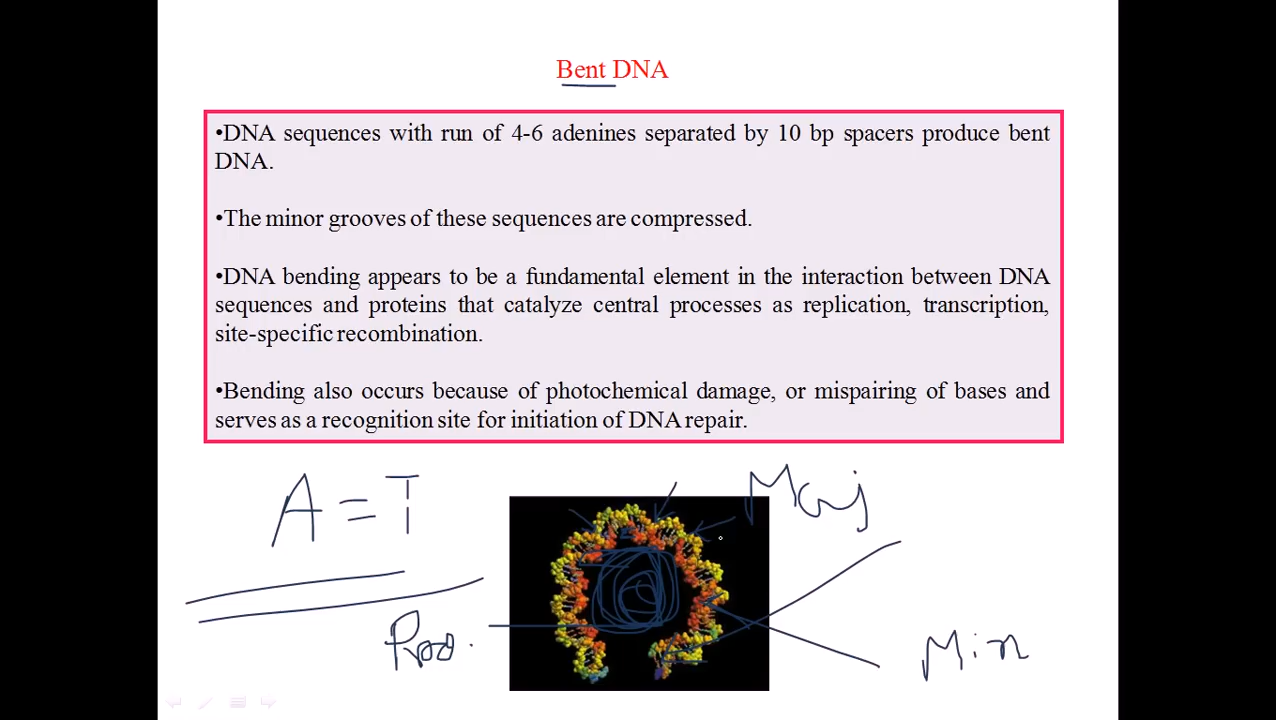 Bent DNA
•DNA sequences with run of 4-6 adenines separated by 10 bp spacers produce bent
DNA.
•The minor grooves of these sequences are compressed.
•DNA bending appears to be a fundamental element in the interaction between DNA
sequences and proteins that catalyze central processes as replication, transcription,
site-specific recombination.
•Bending also occurs because of photochemical damage, or mispairing of bases and
serves as a recognition site for initiation of DNA repair.
A = T
Maj
Min